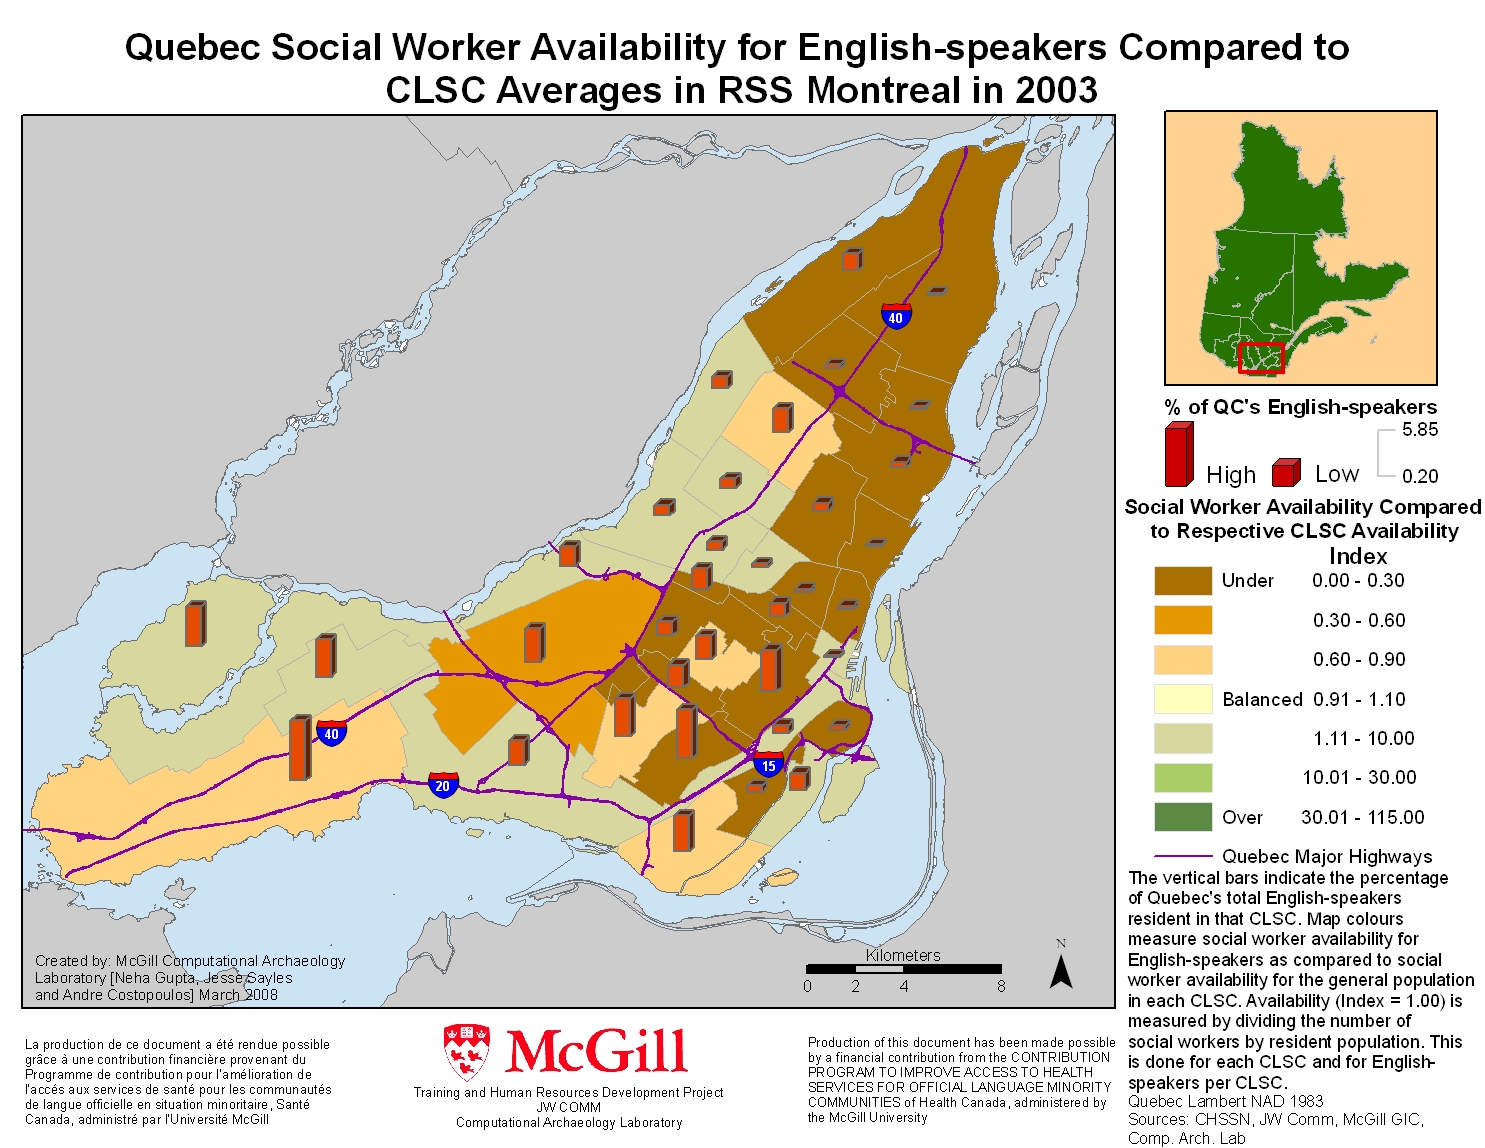 Quebec Social Worker Availability for English-speakers Compared to
CLSC Averages in RSS Montreal in 2003
40
40
20
15
Created by: McGill Computational Archaeology
Laboratory [Neha Gupta, Jesse Sayles
and Andre Costopoulos] March 2008
Kilometers
0 2 4 8
N
% of QC's English-speakers
High Low 5.85
0.20
Social Worker Availability Compared
to Respective CLSC Availability
Index
Under 0.00 - 0.30
0.30 - 0.60
0.60 - 0.90
Balanced 0.91 - 1.10
1.11 - 10.00
10.01 - 30.00
Over 30.01 - 115.00
Quebec Major Highways
The vertical bars indicate the percentage
of Quebec's total English-speakers
resident in that CLSC. Map colours
measure social worker availability for
English-speakers as compared to social
worker availability for the general population
in each CLSC. Availability (Index = 1.00) is
measured by dividing the number of
social workers by resident population. This
is done for each CLSC and for English-
speakers per CLSC.
Quebec Lambert NAD 1983
Sources: CHSSN, JW Comm, McGill GIC,
Comp. Arch. Lab
La production de ce document a été rendue possible
grâce à une contribution financière provenant du
Programme de contribution pour l'amélioration de
l'accés aux services de santé pour les communautés
de langue officielle en situation minoritaire, Santé
Canada, administré par l'Université McGill
McGill
Training and Human Resources Development Project
JW COMM
Computational Archaeology Laboratory
Production of this document has been made possible
by a financial contribution from the CONTRIBUTION
PROGRAM TO IMPROVE ACCESS TO HEALTH
SERVICES FOR OFFICIAL LANGUAGE MINORITY
COMMUNITIES of Health Canada, administered by
the McGill University